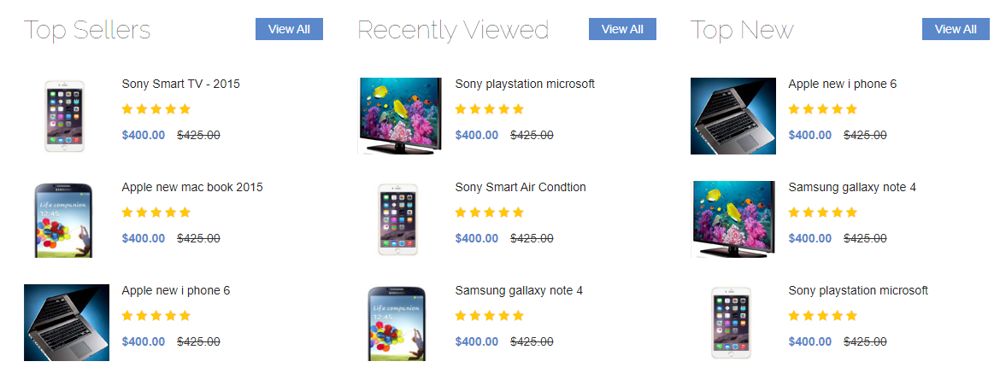 Top Sellers
View All
Sony Smart TV - 2015
$400.00 $425.00
Apple new mac book 2015
Life companion
12:45
$400.00 $425.00
Apple new i phone 6
$400.00 $425.00
Recently Viewed
View All
Sony playstation microsoft
$400.00 $425.00
Sony Smart Air Condtion
$400.00 $425.00
Samsung gallaxy note 4
Life companion
12:45
$400.00 $425.00
Top New
View All
Apple new i phone 6
$400.00 $425.00
Samsung gallaxy note 4
$400.00 $425.00
Sony playstation microsoft
$400.00 $425.00